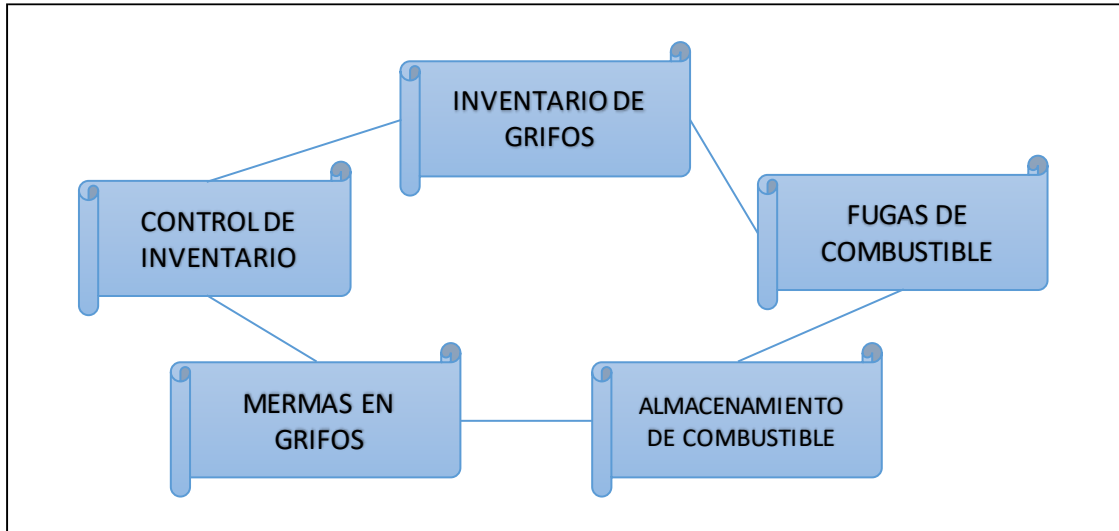 INVENTARIO DE
GRIFOS
CONTROL DE
INVENTARIO
FUGAS DE
COMBUSTIBLE
MERMAS EN
GRIFOS
ALMACENAMIENTO
DE COMBUSTIBLE